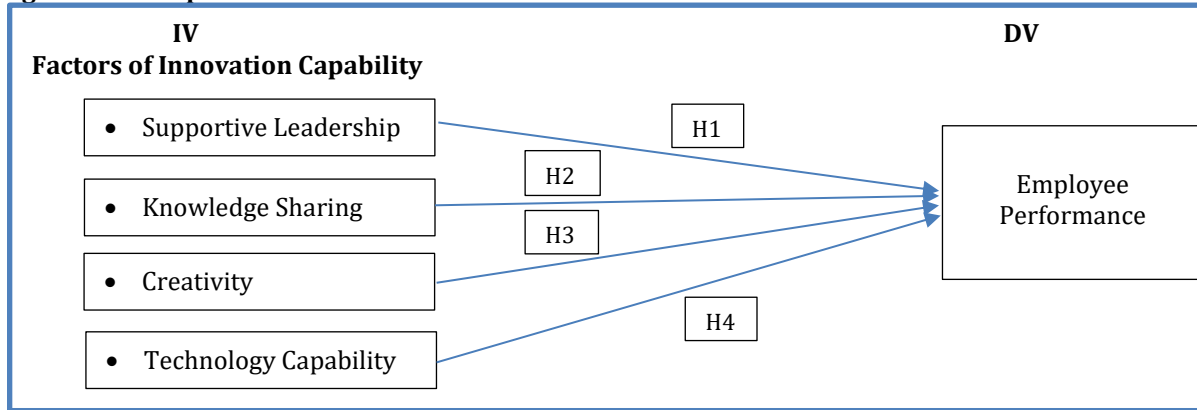 IV
DV
Factors of Innovation Capability
• Supportive Leadership
H1
H2
• Knowledge Sharing
Employee
Performance
H3
• Creativity
H4
• Technology Capability